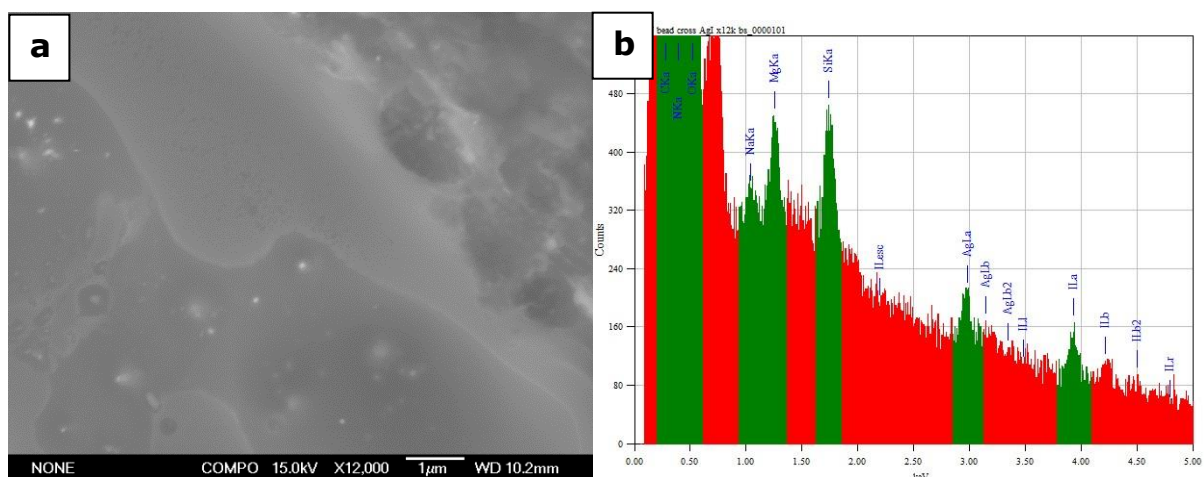 a
NONE COMPO 15.0kV X12,000 1µm WD 10.2mm
b
bead cross AgI x12k bs_0000101
CKa
NKa
OKa
NaKa
MgKa
SiKa
ILesc
AgLa
AgLb
AgLb2
ILl
ILa
ILb
ILb2
ILr
Counts
480
400
320
240
160
80
0
0.00 0.50 1.00 1.50 2.00 2.50 3.00 3.50 4.00 4.50 5.00